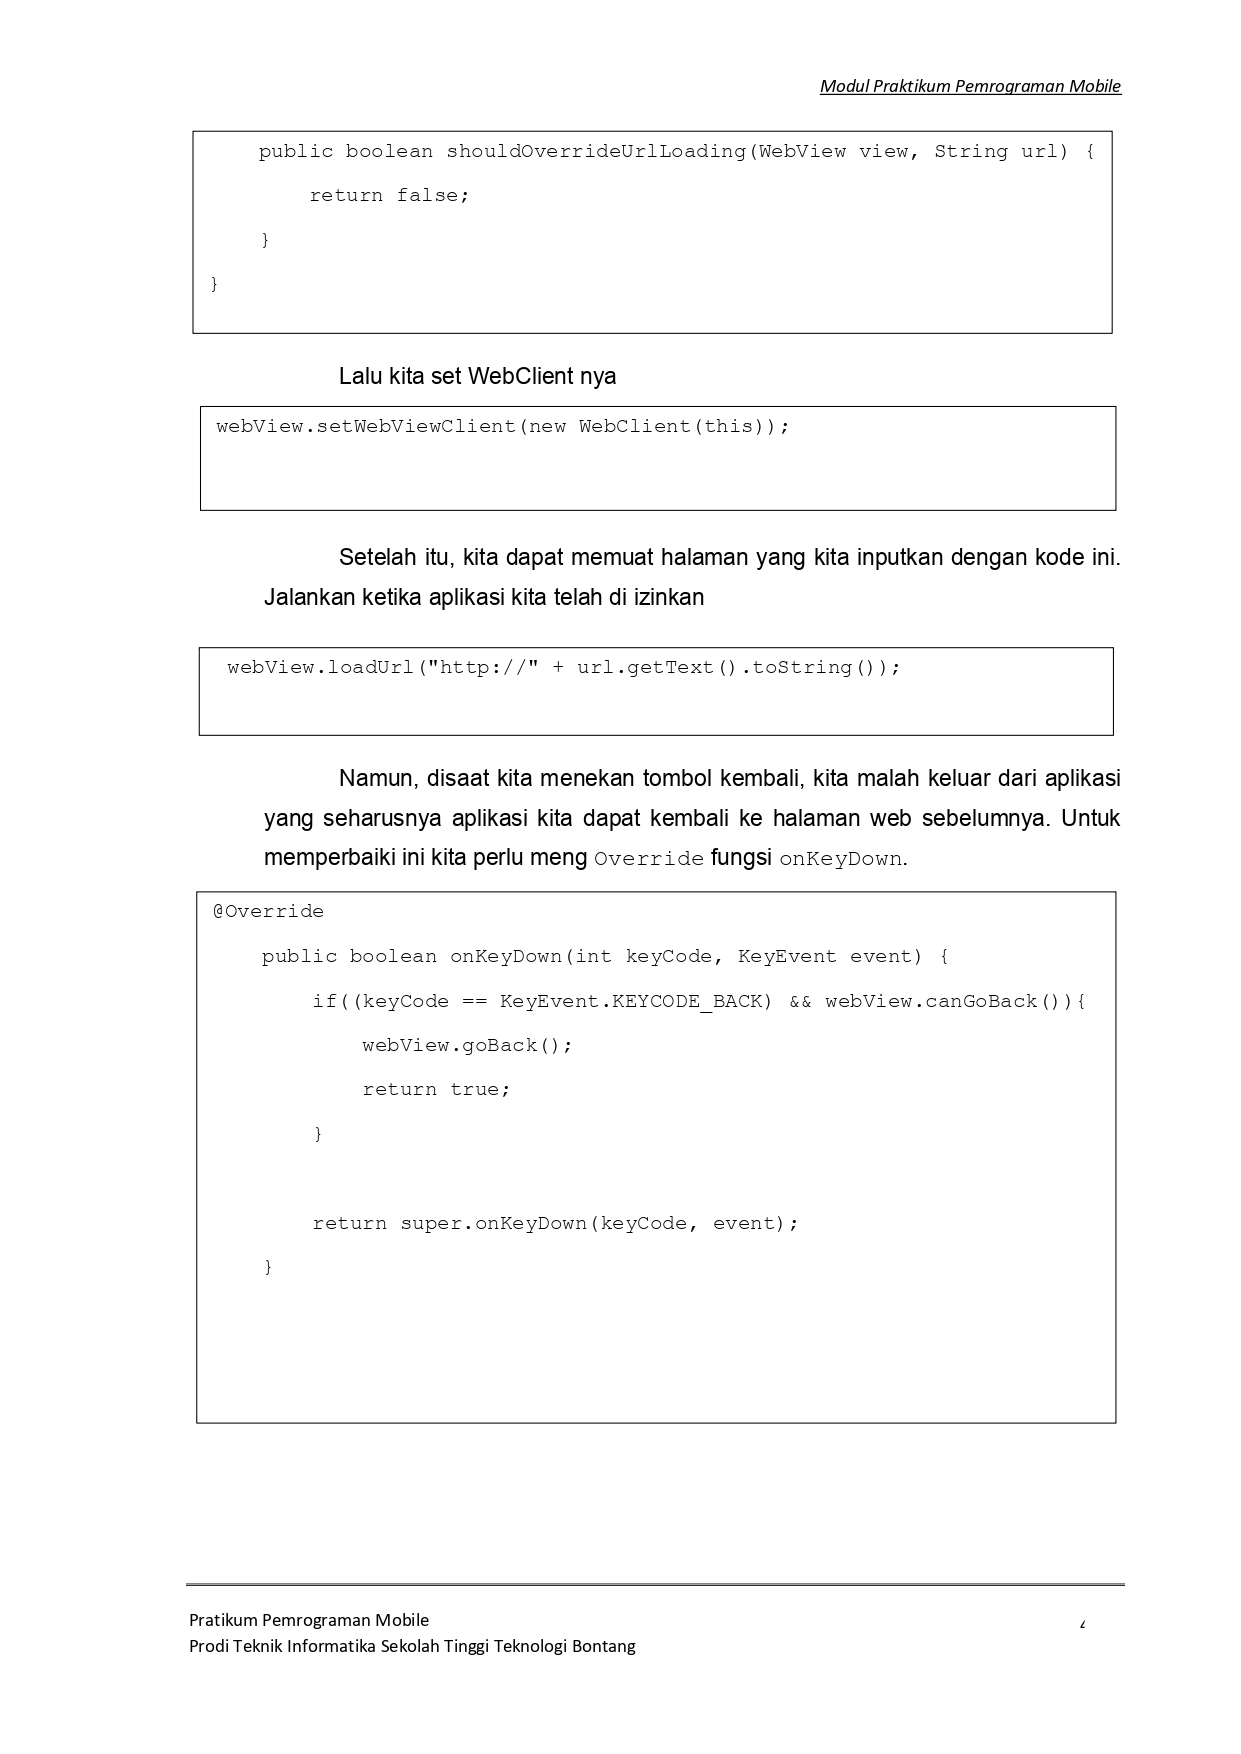 Modul Praktikum Pemrograman Mobile
public boolean shouldOverrideUrlLoading(WebView view, String url) {
return false;
}
}
Lalu kita set WebClient nya
webView.setWebViewClient(new WebClient(this));
Setelah itu, kita dapat memuat halaman yang kita inputkan dengan kode ini.
Jalankan ketika aplikasi kita telah di izinkan
webView.loadUrl("http://" + url.getText().toString());
Namun, disaat kita menekan tombol kembali, kita malah keluar dari aplikasi
yang seharusnya aplikasi kita dapat kembali ke halaman web sebelumnya. Untuk
memperbaiki ini kita perlu meng Override fungsi onKeyDown.
@Override
public boolean onKeyDown(int keyCode, KeyEvent event) {
if((keyCode == KeyEvent.KEYCODE_BACK) && webView.canGoBack()){
webView.goBack();
return true;
}
return super.onKeyDown(keyCode, event);
}
Pratikum Pemrograman Mobile
Prodi Teknik Informatika Sekolah Tinggi Teknologi Bontang